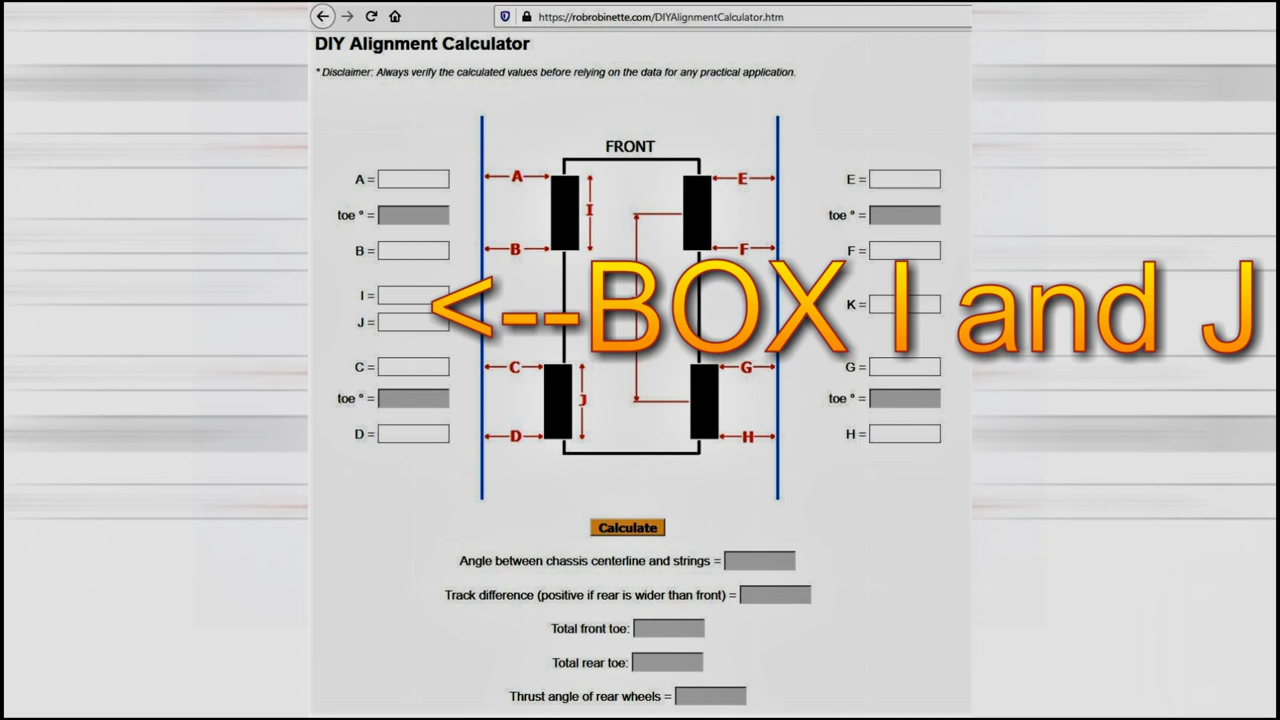 https://robrobinette.com/DIYAlignmentCalculator.htm
DIY Alignment Calculator
* Disclaimer: Always verify the calculated values before relying on the data for any practical application.
FRONT
A = A E E =
toe ° = I toe ° =
B = B F F =
I =
<--BOX I and J
K =
J =
C = C G G =
toe ° = J toe ° =
D = D H H =
Calculate
Angle between chassis centerline and strings =
Track difference (positive if rear is wider than front) =
Total front toe:
Total rear toe:
Thrust angle of rear wheels =